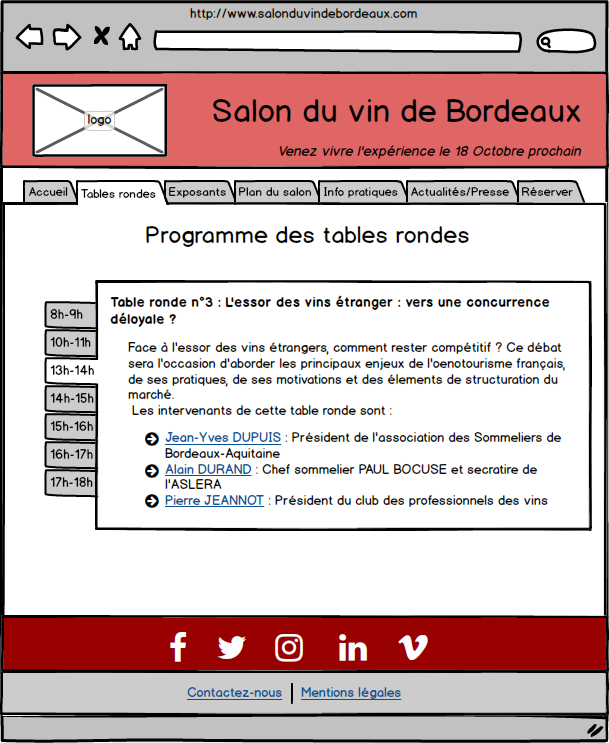 http://www.salonduvindebordeaux.com
logo
Salon du vin de Bordeaux
Venez vivre l'expérience le 18 Octobre prochain
Accueil Tables rondes Exposants Plan du salon Info pratiques Actualités/Presse Réserver
Programme des tables rondes
8h-9h
10h-11h
13h-14h
14h-15h
15h-16h
16h-17h
17h-18h
Table ronde n°3 : L'essor des vins étranger : vers une concurrence
déloyale ?
Face à l'essor des vins étrangers, comment rester compétitif ? Ce débat
sera l'occasion d'aborder les principaux enjeux de l'oenotourisme français,
de ses pratiques, de ses motivations et des élements de structuration du
marché.
Les intervenants de cette table ronde sont :
Jean-Yves DUPUIS : Président de l'association des Sommeliers de
Bordeaux-Aquitaine
Alain DURAND : Chef sommelier PAUL BOCUSE et secratire de
l'ASLERA
Pierre JEANNOT : Président du club des professionnels des vins
Contactez-nous | Mentions légales